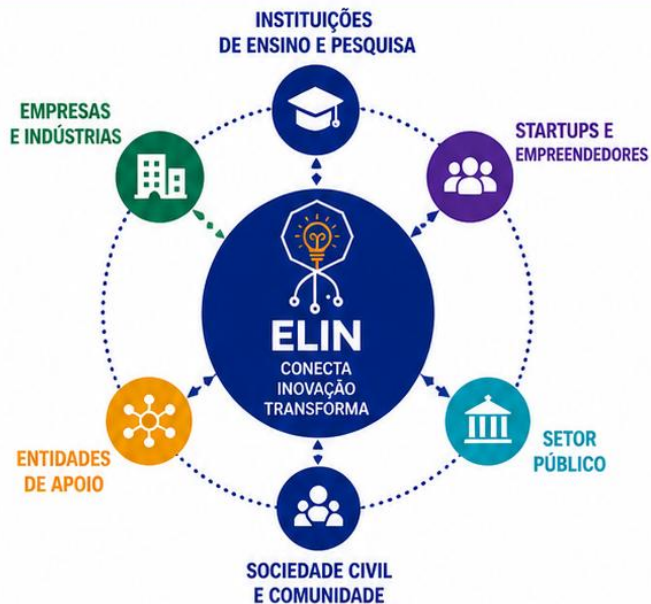 INSTITUIÇÕES
DE ENSINO E PESQUISA
EMPRESAS
E INDÚSTRIAS
STARTUPS E
EMPREENDEDORES
ELIN
CONECTA
INOVAÇÃO
TRANSFORMA
ENTIDADES
DE APOIO
SETOR
PÚBLICO
SOCIEDADE CIVIL
E COMUNIDADE